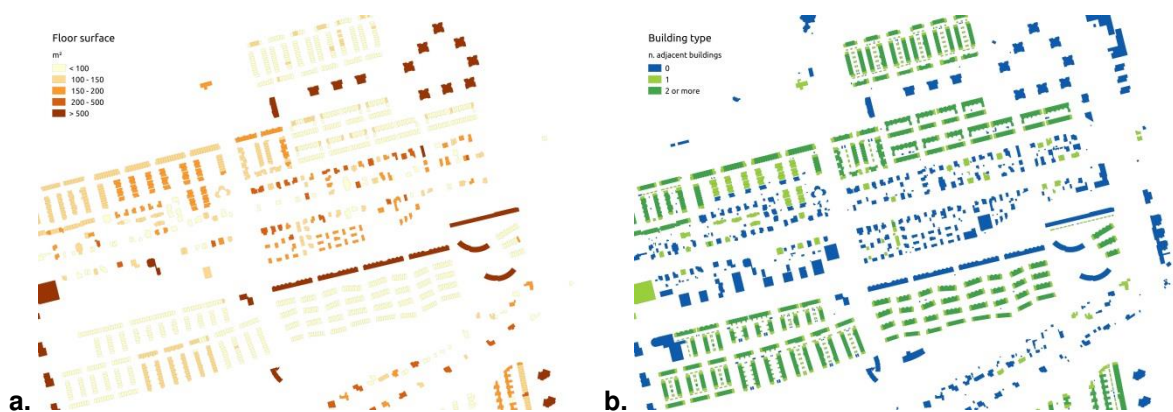 Floor surface
m²
< 100
100 - 150
150 - 200
200 - 500
> 500
a.
Building type
n. adjacent buildings
0
1
2 or more
b.